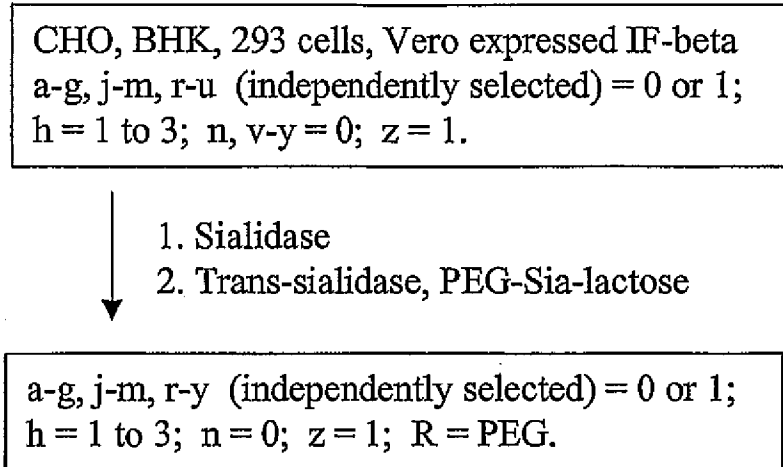 CHO, BHK, 293 cells, Vero expressed IF-beta
a-g, j-m, r-u (independently selected) = 0 or 1;
h = 1 to 3; n, v-y = 0; z = 1.
1. Sialidase
2. Trans-sialidase, PEG-Sia-lactose
a-g, j-m, r-y (independently selected) = 0 or 1;
h = 1 to 3; n = 0; z = 1; R = PEG.